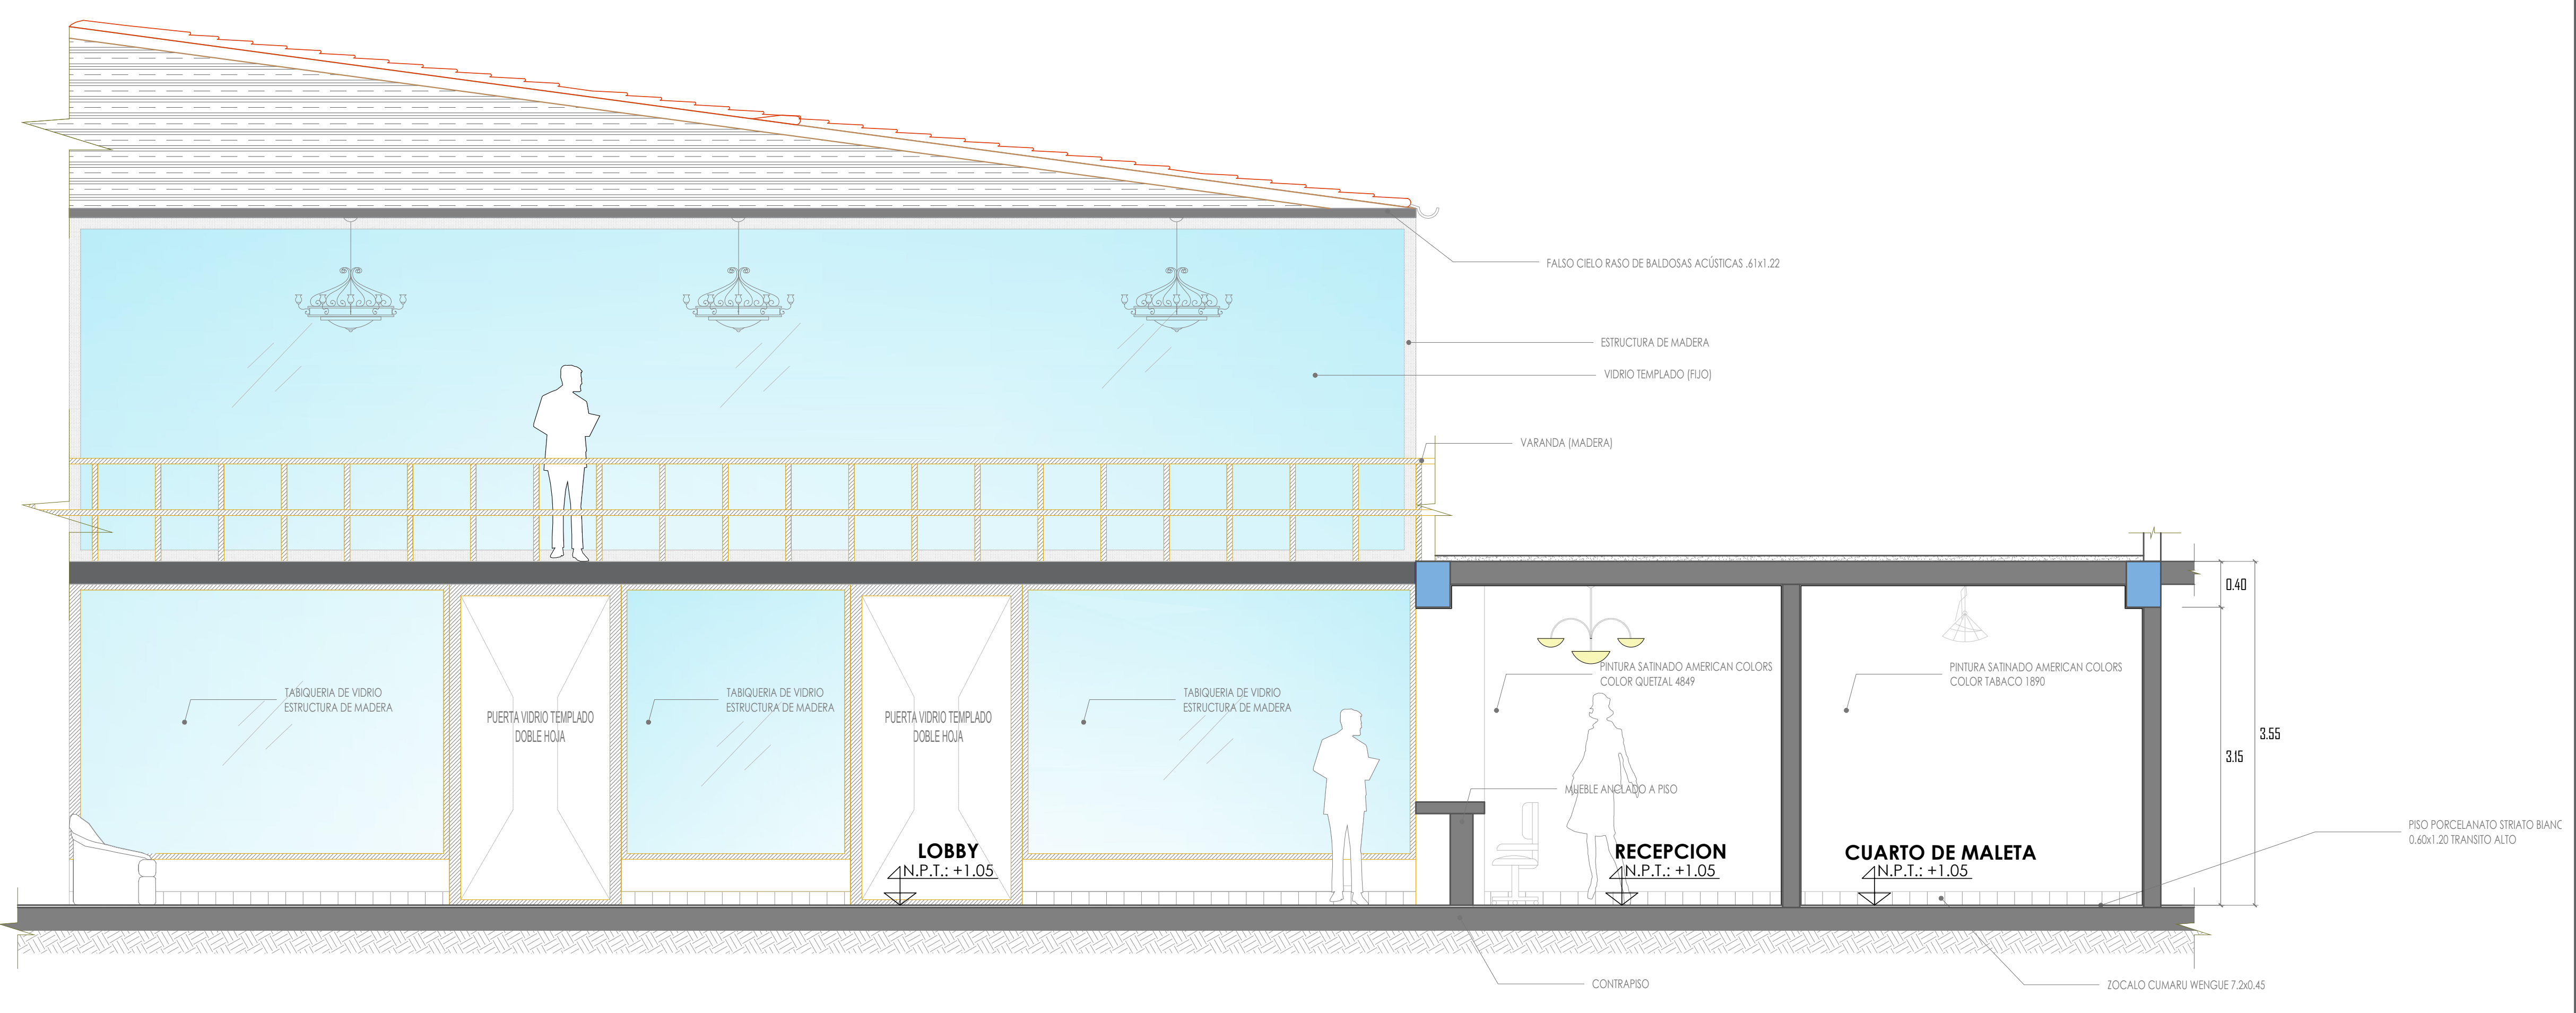 FALSO CIELO RASO DE BALDOSAS ACÚSTICAS .61x1.22
ESTRUCTURA DE MADERA
VIDRIO TEMPLADO (FIJO)
VARANDA (MADERA)
0.40
3.55
3.15
TABIQUERIA DE VIDRIO
ESTRUCTURA DE MADERA
PUERTA VIDRIO TEMPLADO
DOBLE HOJA
TABIQUERIA DE VIDRIO
ESTRUCTURA DE MADERA
PUERTA VIDRIO TEMPLADO
DOBLE HOJA
TABIQUERIA DE VIDRIO
ESTRUCTURA DE MADERA
PINTURA SATINADO AMERICAN COLORS
COLOR QUETZAL 4849
PINTURA SATINADO AMERICAN COLORS
COLOR TABACO 1890
MUEBLE ANCLADO A PISO
LOBBY
N.P.T.: +1.05
RECEPCION
N.P.T.: +1.05
CUARTO DE MALETA
N.P.T.: +1.05
PISO PORCELANATO STRIATO BIANC
0.60x1.20 TRANSITO ALTO
CONTRAPISO
ZOCALO CUMARU WENGUE 7.2x0.45